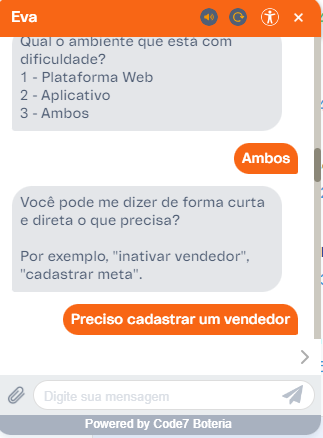 Eva
Qual o ambiente que está com
dificuldade?
1 - Plataforma Web
2 - Aplicativo
3 - Ambos
Ambos
Você pode me dizer de forma curta
e direta o que precisa?
Por exemplo, "inativar vendedor",
"cadastrar meta".
Preciso cadastrar um vendedor
Digite sua mensagem
Powered by Code7 Boteria